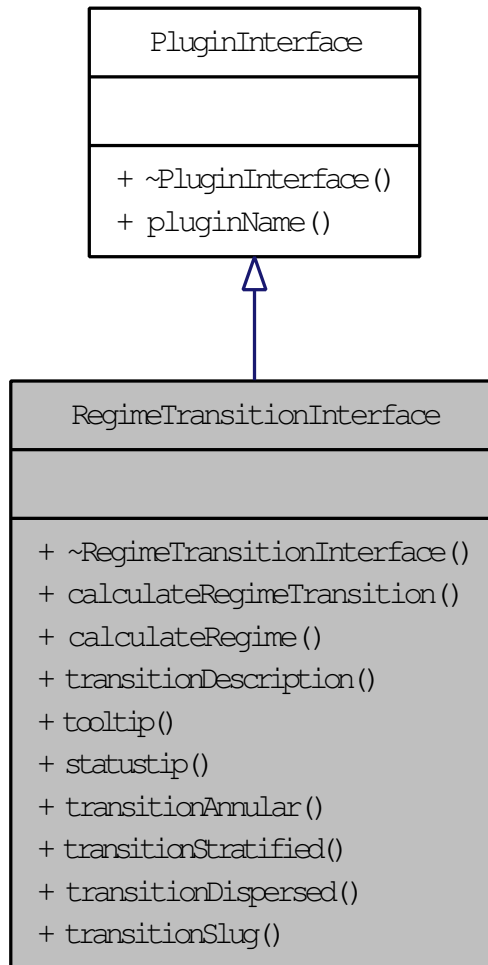 PluginInterface
+ ~PluginInterface()
+ pluginName()
RegimeTransitionInterface
+ ~RegimeTransitionInterface()
+ calculateRegimeTransition()
+ calculateRegime()
+ transitionDescription()
+ tooltip()
+ statustip()
+ transitionAnnular()
+ transitionStratified()
+ transitionDispersed()
+ transitionSlug()